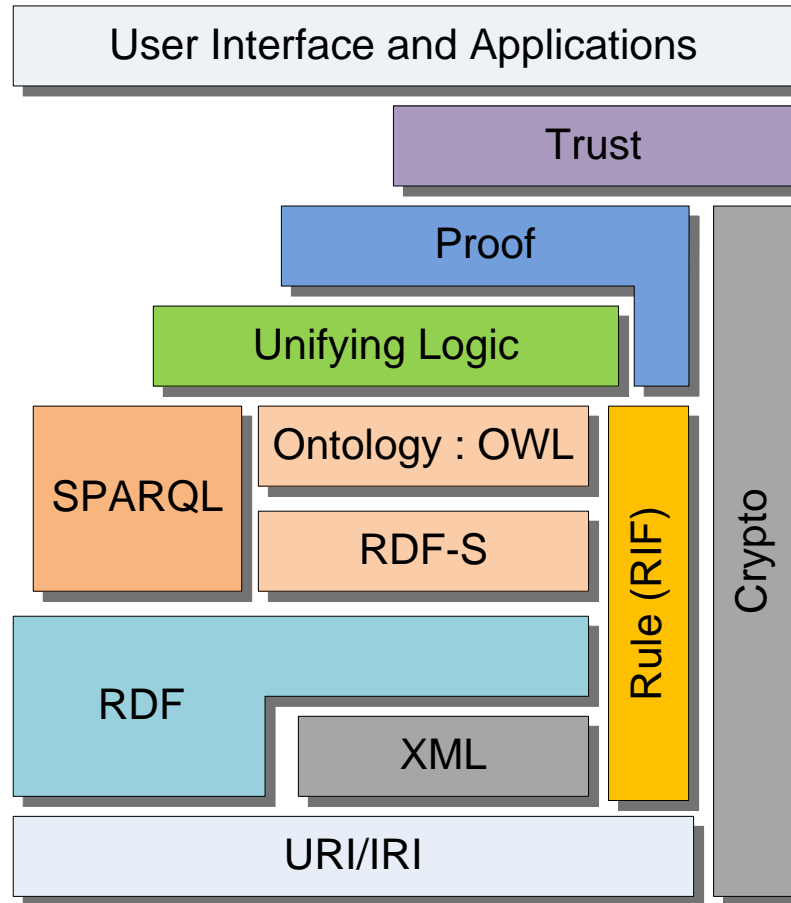 User Interface and Applications
Trust
Proof
Unifying Logic
Ontology : OWL
SPARQL
RDF-S
Rule (RIF)
Crypto
RDF
XML
URI/IRI